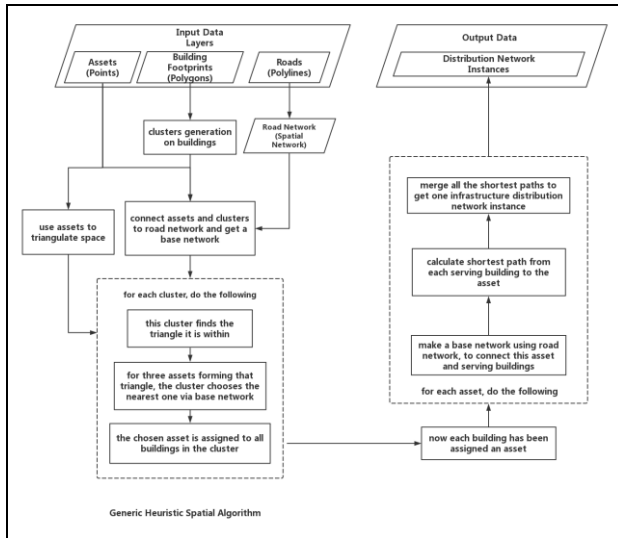 Input Data
Layers
Assets
(Points)
Building
Footprints
(Polygons)
Roads
(Polylines)
clusters generation
on buildings
Road Network
(Spatial
Network)
use assets to
triangulate space
connect assets and clusters
to road network and get a
base network
for each cluster, do the following
this cluster finds the
triangle it is within
for three assets forming that
triangle, the cluster chooses the
nearest one via base network
the chosen asset is assigned to all
buildings in the cluster
Generic Heuristic Spatial Algorithm
Output Data
Distribution Network
Instances
merge all the shortest paths to
get one infrastructure distribution
network instance
calculate shortest path from
each serving building to the
asset
make a base network using road
network, to connect this asset
and serving buildings
for each asset, do the following
now each building has been
assigned an asset